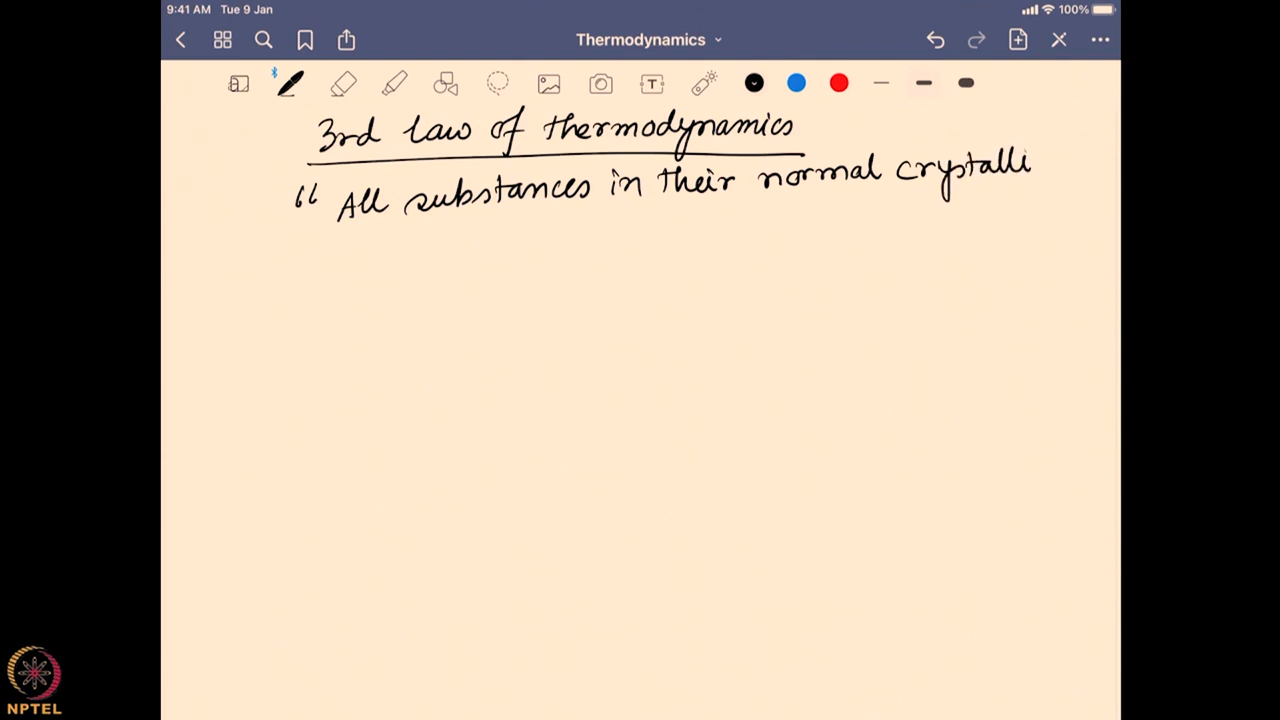 9:41 AM Tue 9 Jan
100%
Thermodynamics
T
3rd law of thermodynamics
“ All substances in their normal crystalli
NPTEL